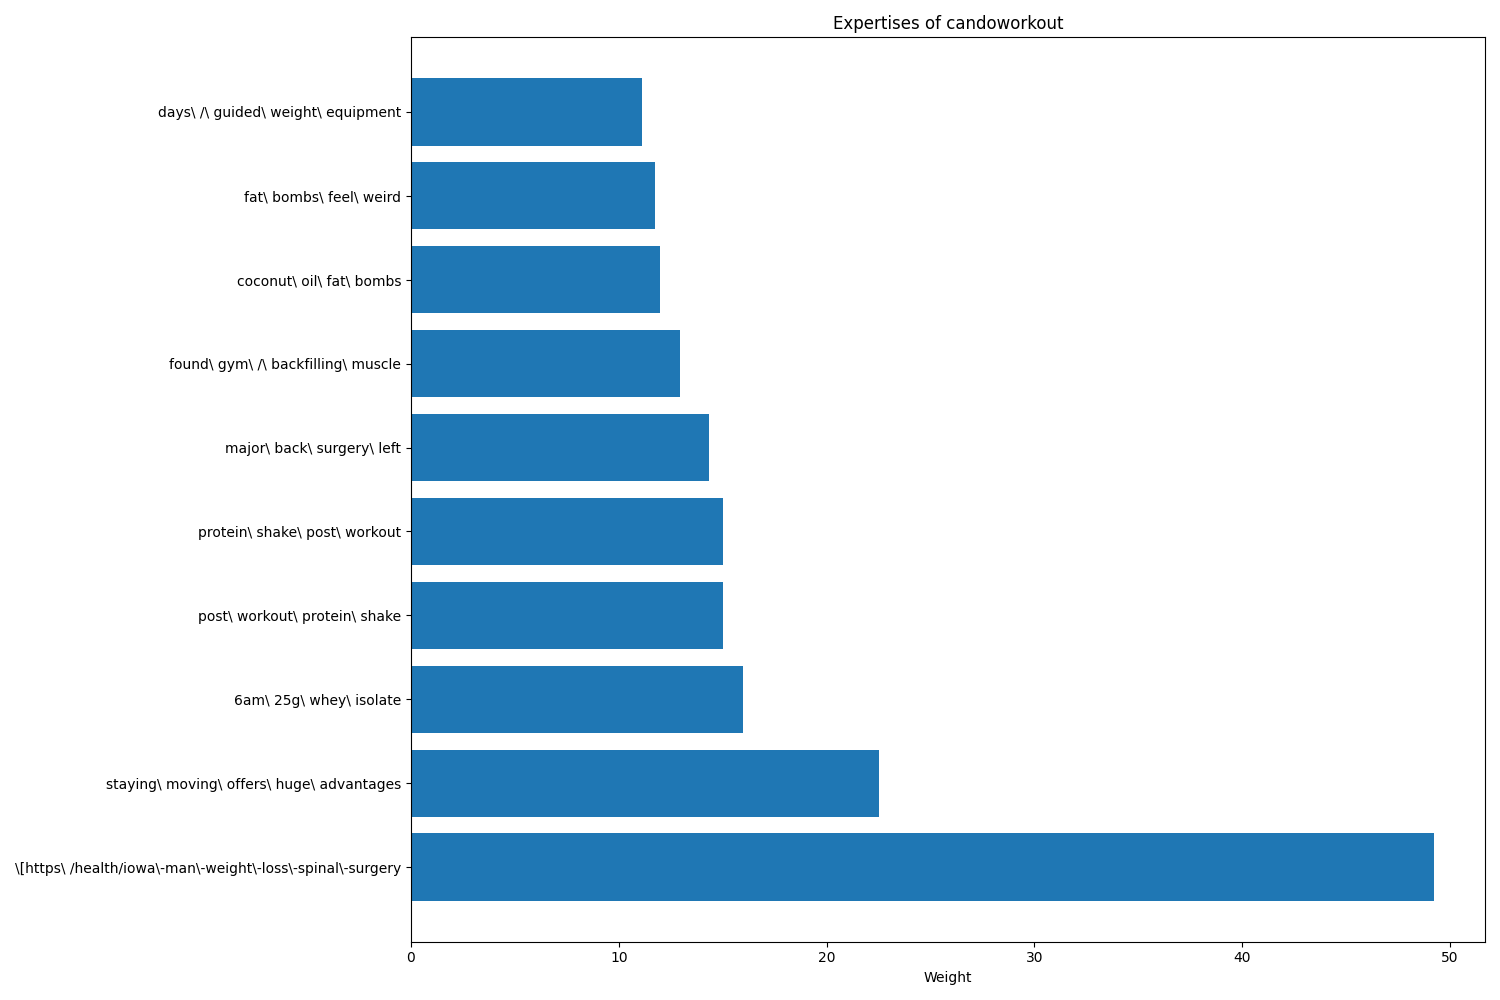 Expertises of candoworkout
days\ /\ guided\ weight\ equipment
fat\ bombs\ feel\ weird
coconut\ oil\ fat\ bombs
found\ gym\ /\ backfilling\ muscle
major\ back\ surgery\ left
protein\ shake\ post\ workout
post\ workout\ protein\ shake
6am\ 25g\ whey\ isolate
staying\ moving\ offers\ huge\ advantages
\[https\ /health/iowa\-man\-weight\-loss\-spinal\-surgery
0 10 20 30 40 50
Weight